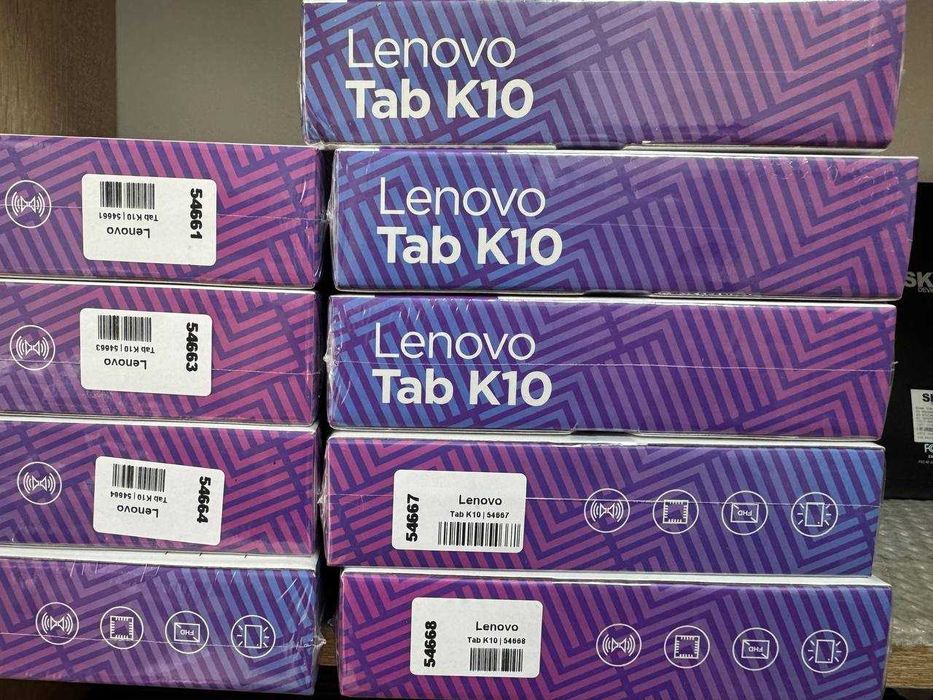 Lenovo
Tab K10
Lenovo
Tab K10
Lenovo
Tab K10
54661
Tab K10 | 54661
Lenovo
54663
Tab K10 | 54663
Lenovo
54664
Tab K10 | 54664
Lenovo
FHD
54667
Lenovo
Tab K10 | 54667
FHD
54668
Lenovo
Tab K10 | 54668
FHD
SK